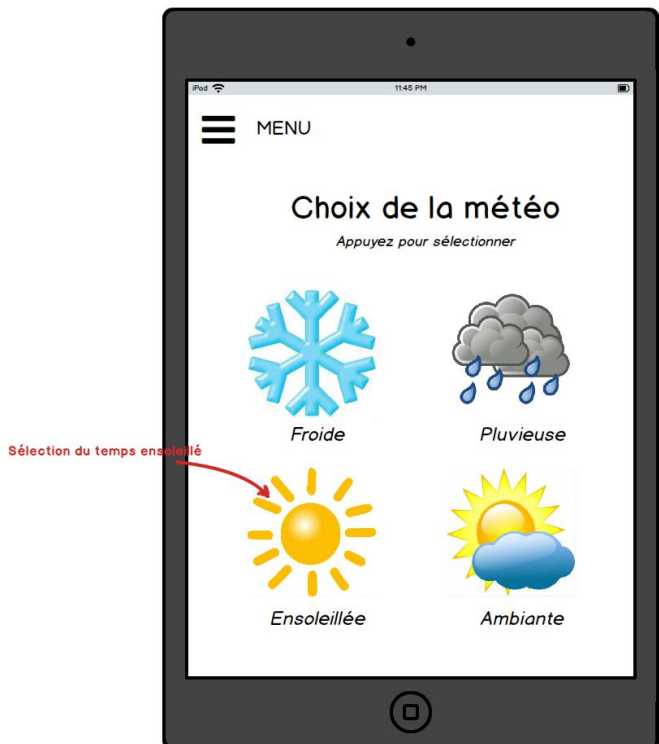 iPod
11:45 PM
MENU
Choix de la météo
Appuyez pour sélectionner
Froide
Pluvieuse
Sélection du temps ensoleillé
Ensoleillée
Ambiante